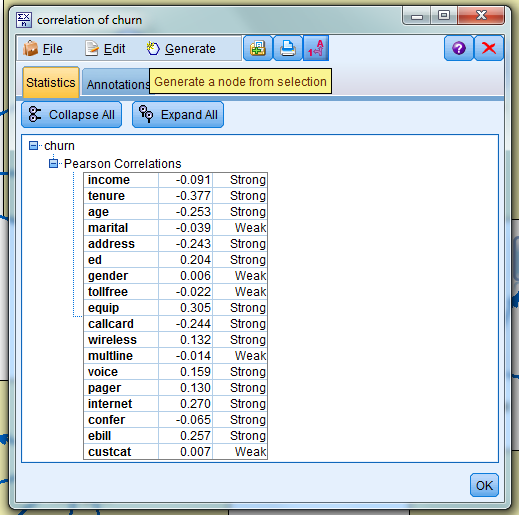 correlation of churn
File Edit Generate
Statistics Annotations Generate a node from selection
Collapse All Expand All
churn
Pearson Correlations
income -0.091 Strong
tenure -0.377 Strong
age -0.253 Strong
marital -0.039 Weak
address -0.243 Strong
ed 0.204 Strong
gender 0.006 Weak
tollfree -0.022 Weak
equip 0.305 Strong
callcard -0.244 Strong
wireless 0.132 Strong
multline -0.014 Weak
voice 0.159 Strong
pager 0.130 Strong
internet 0.270 Strong
confer -0.065 Strong
ebill 0.257 Strong
custcat 0.007 Weak
OK